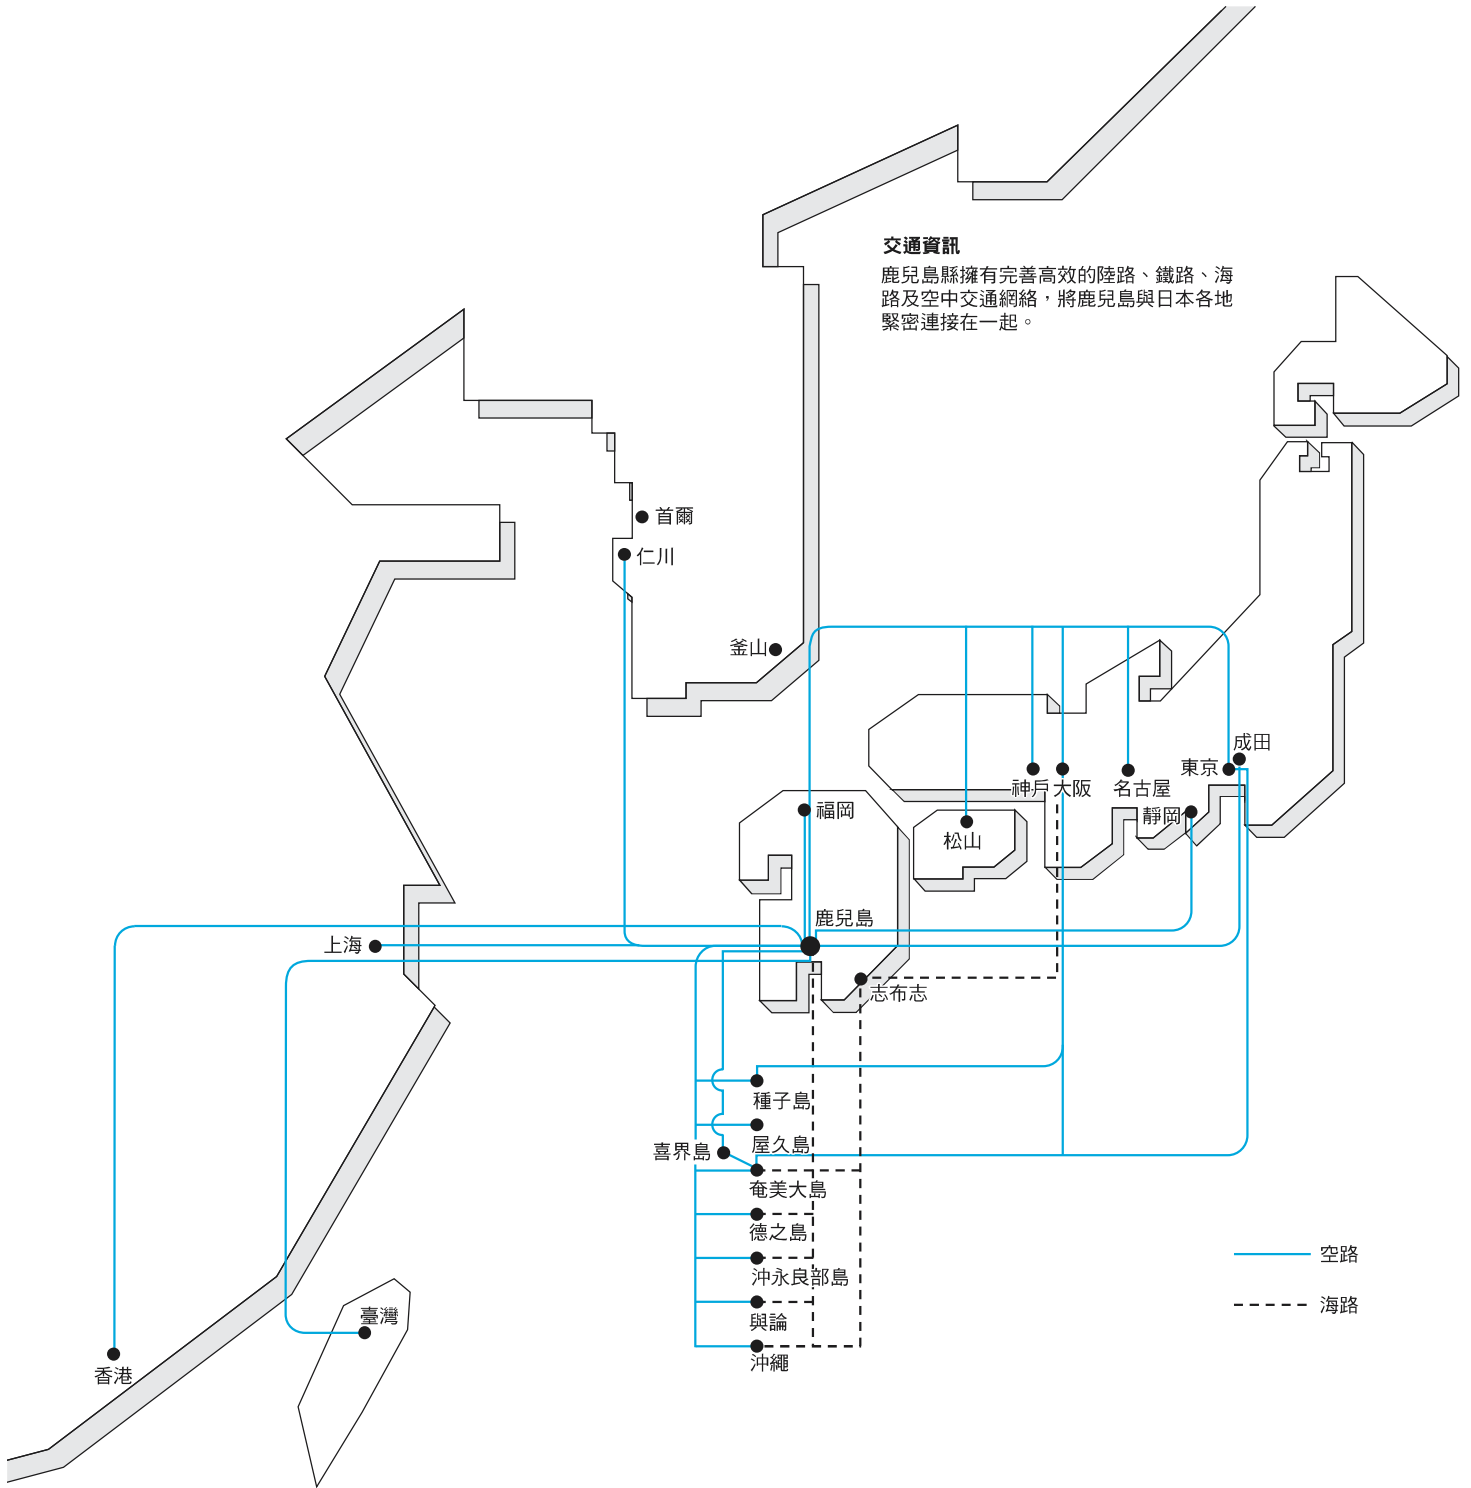 交通資訊
鹿兒島縣擁有完善高效的陸路、鐵路、海
路及空中交通網絡，將鹿兒島與日本各地
緊密連接在一起。
首爾
仁川
釜山
成田
東京
神戶
大阪
名古屋
福岡
靜岡
松山
鹿兒島
上海
志布志
種子島
屋久島
喜界島
奄美大島
德之島
沖永良部島
與論
沖繩
臺灣
香港
空路
海路